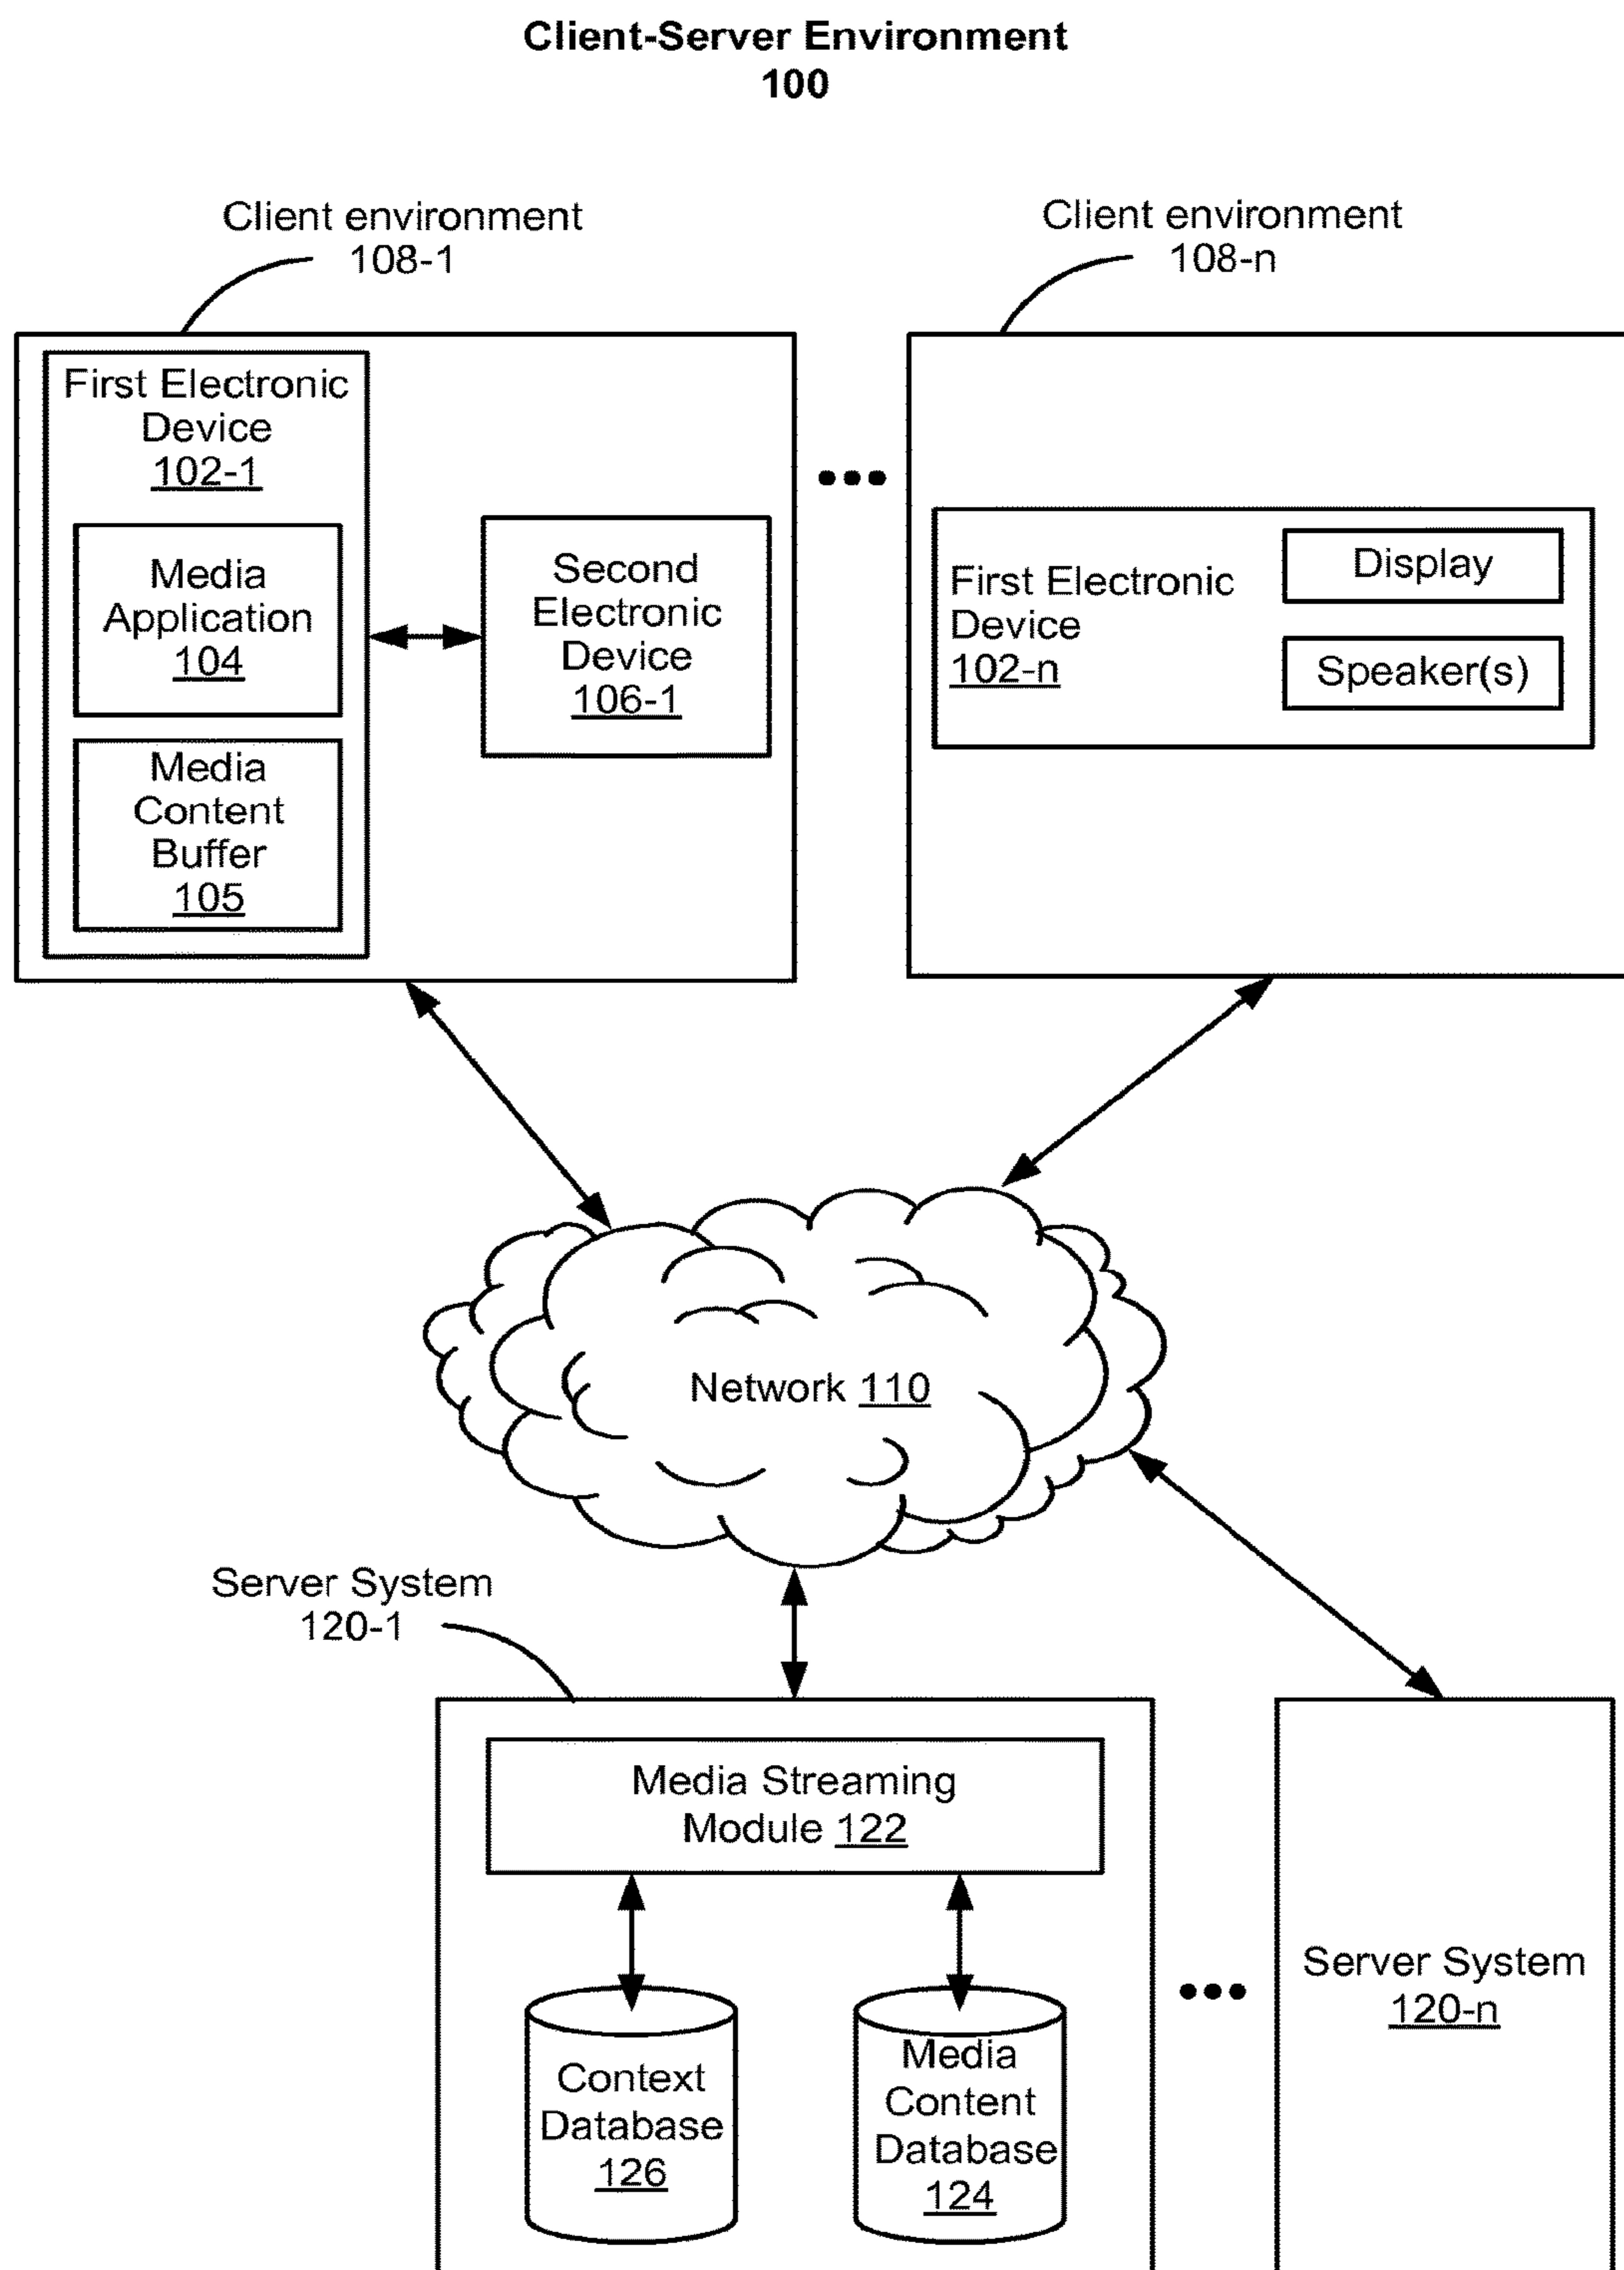 Client-Server Environment
100
Client environment
108-1
Client environment
108-n
First Electronic
Device
102-1
Media
Application
104
Media
Content
Buffer
105
Second
Electronic
Device
106-1
First Electronic
Device
102-n
Display
Speaker(s)
Network 110
Server System
120-1
Media Streaming
Module 122
Context
Database
126
Media
Content
Database
124
Server System
120-n